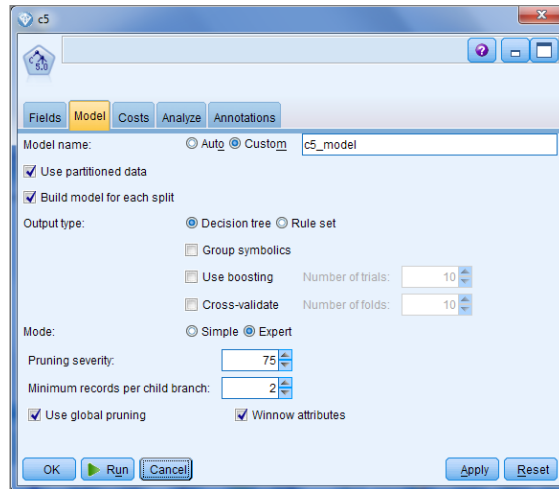 c5
C 5.0
Fields Model Costs Analyze Annotations
Model name: Auto Custom c5_model
Use partitioned data
Build model for each split
Output type: Decision tree Rule set
Group symbolics
Use boosting Number of trials: 10
Cross-validate Number of folds: 10
Mode: Simple Expert
Pruning severity: 75
Minimum records per child branch: 2
Use global pruning Winnow attributes
OK Run Cancel Apply Reset